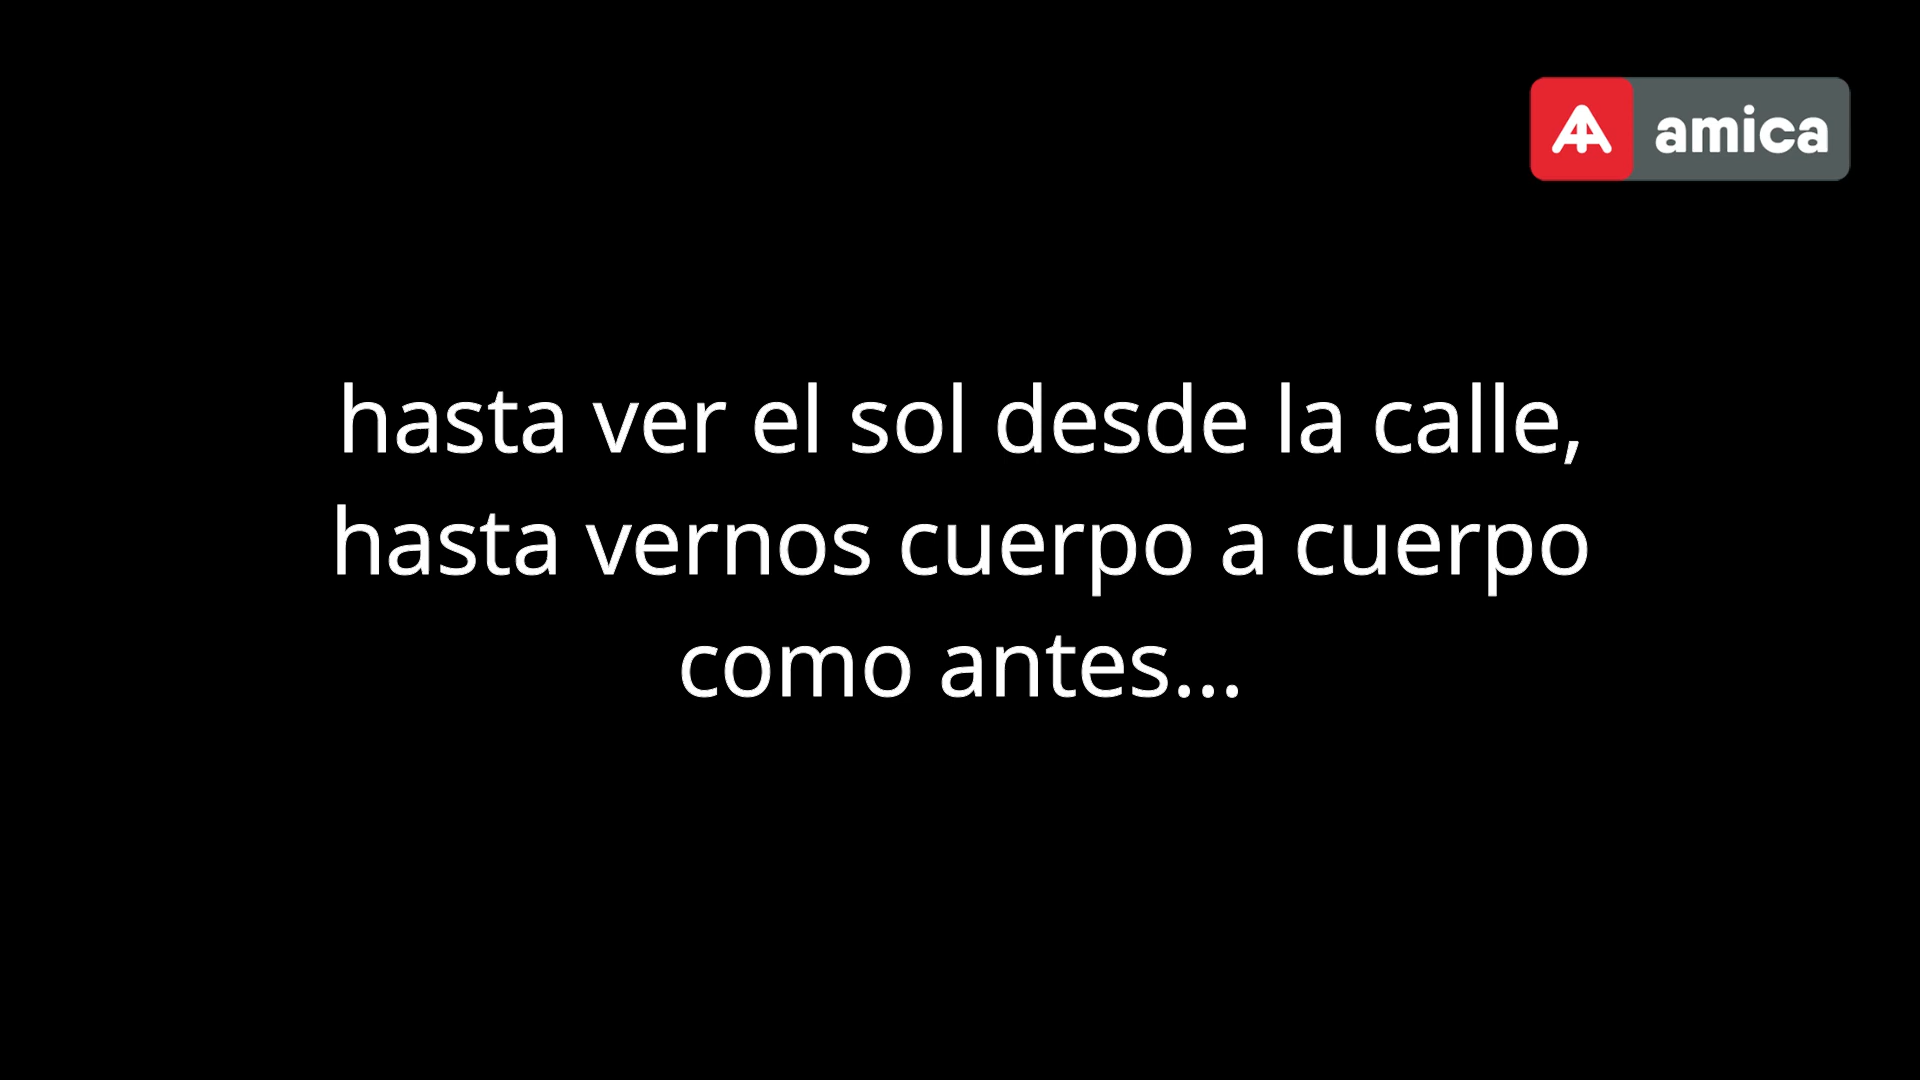 amica
hasta ver el sol desde la calle,
hasta vernos cuerpo a cuerpo
como antes...